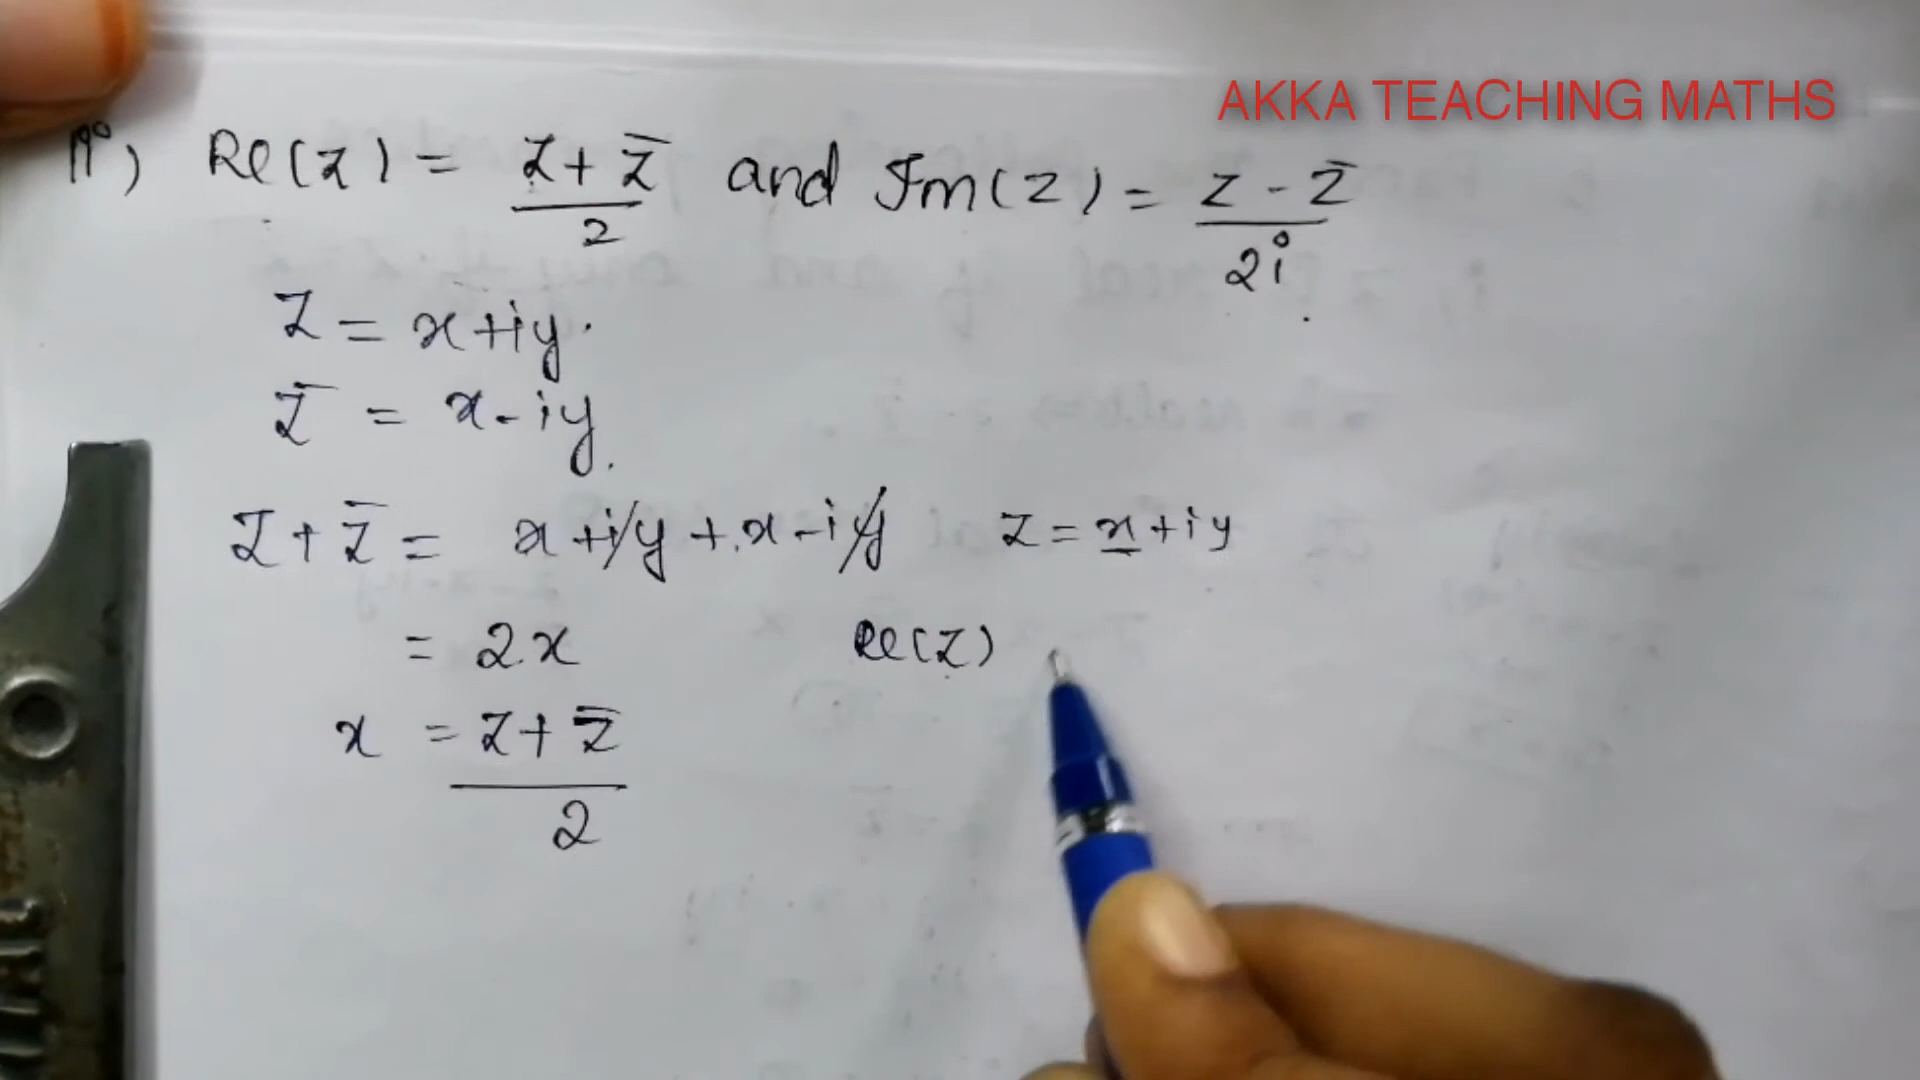 AKKA TEACHING MATHS
ii) Re(z) = z + z̄ / 2 and Im(z) = z - z̄ / 2i
z = x + iy.
z̄ = x - iy.
z + z̄ = x + iy + x - iy z = x + iy
= 2x Re(z)
x = z + z̄
2